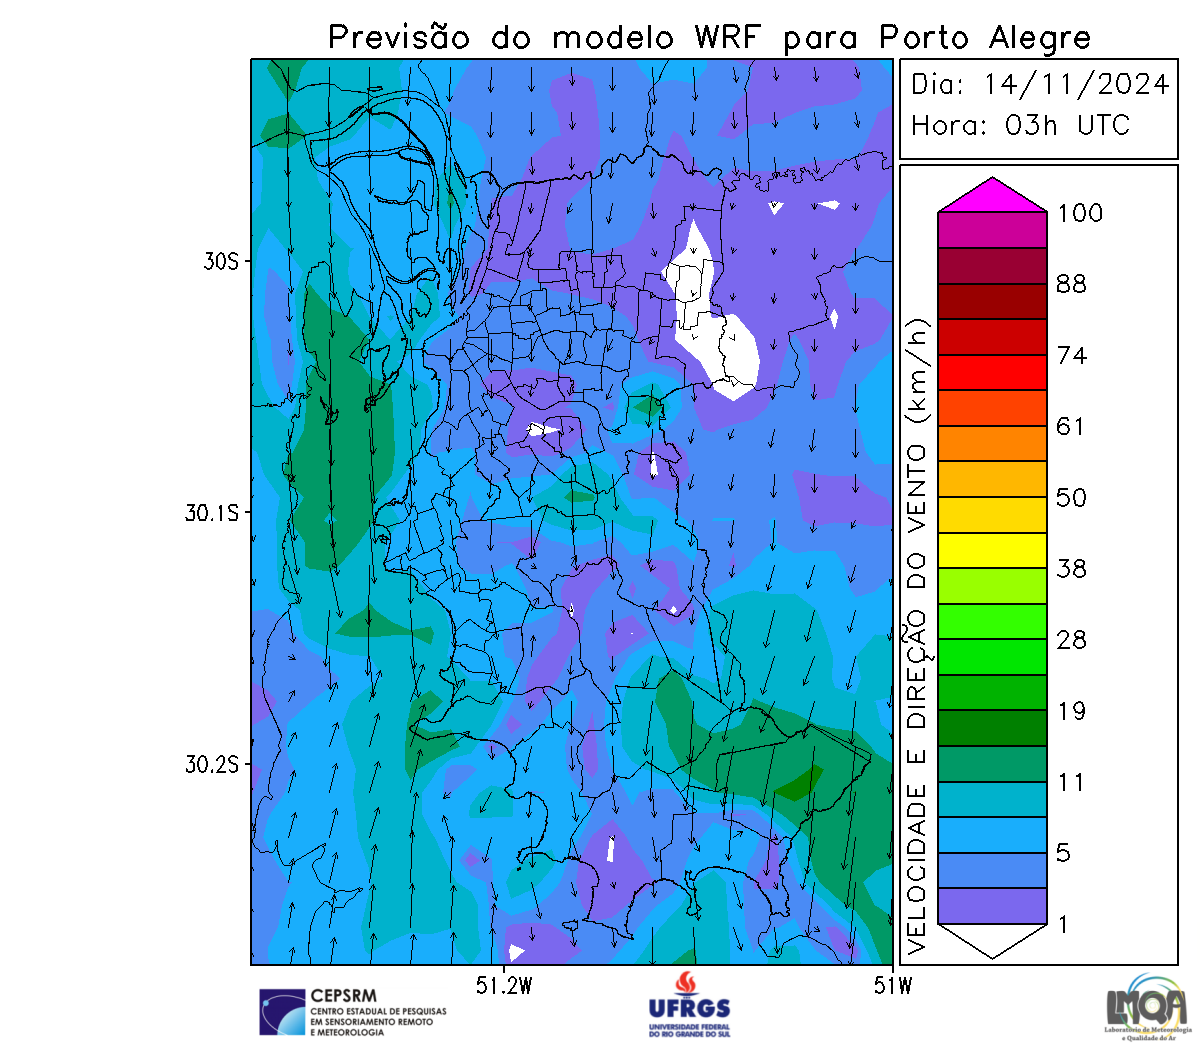 Previsão do modelo WRF para Porto Alegre
Dia: 14/11/2024
Hora: 03h UTC
100
88
74
61
50
38
28
19
11
5
1
VELOCIDADE E DIREÇÃO DO VENTO (km/h)
30S
30.1S
30.2S
51.2W
51W
CEPSRM
CENTRO ESTADUAL DE PESQUISAS
EM SENSORIAMENTO REMOTO
E METEOROLOGIA
UFRGS
UNIVERSIDADE FEDERAL
DO RIO GRANDE DO SUL
LMQA
Laboratório de Meteorologia
e Qualidade do Ar